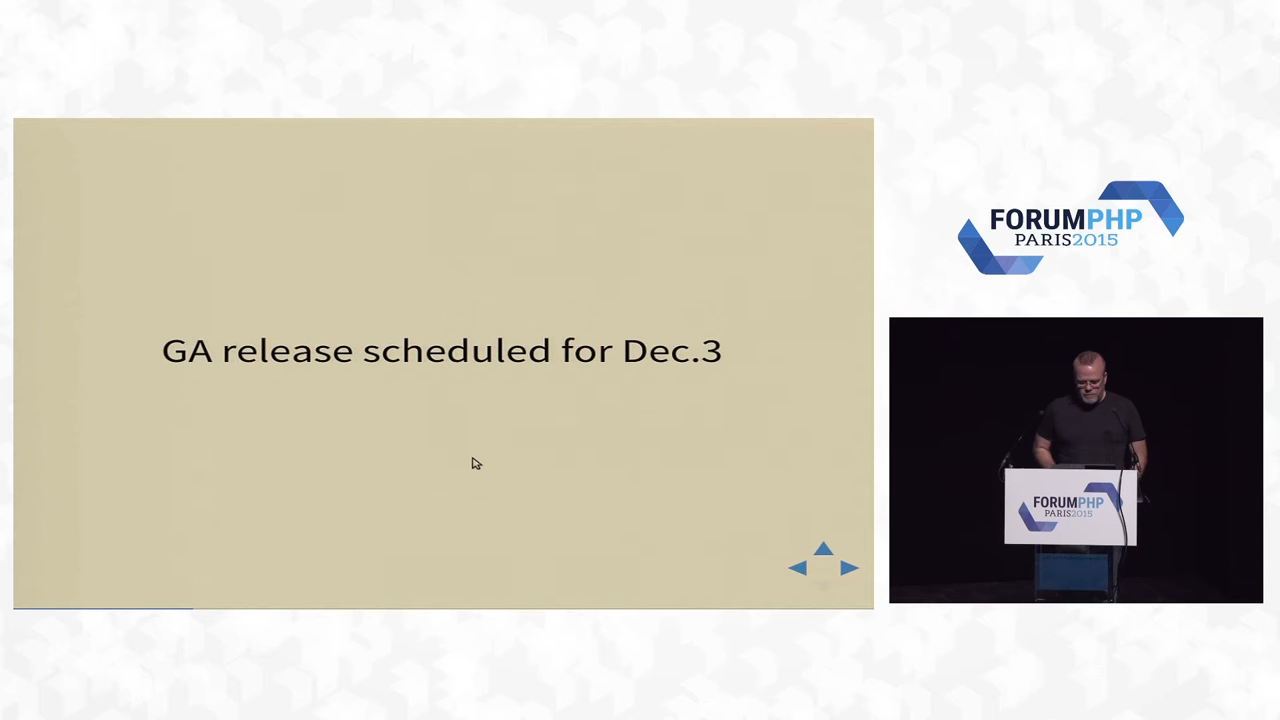 GA release scheduled for Dec.3
FORUMPHP
PARIS2015
FORUMPHP
PARIS2015